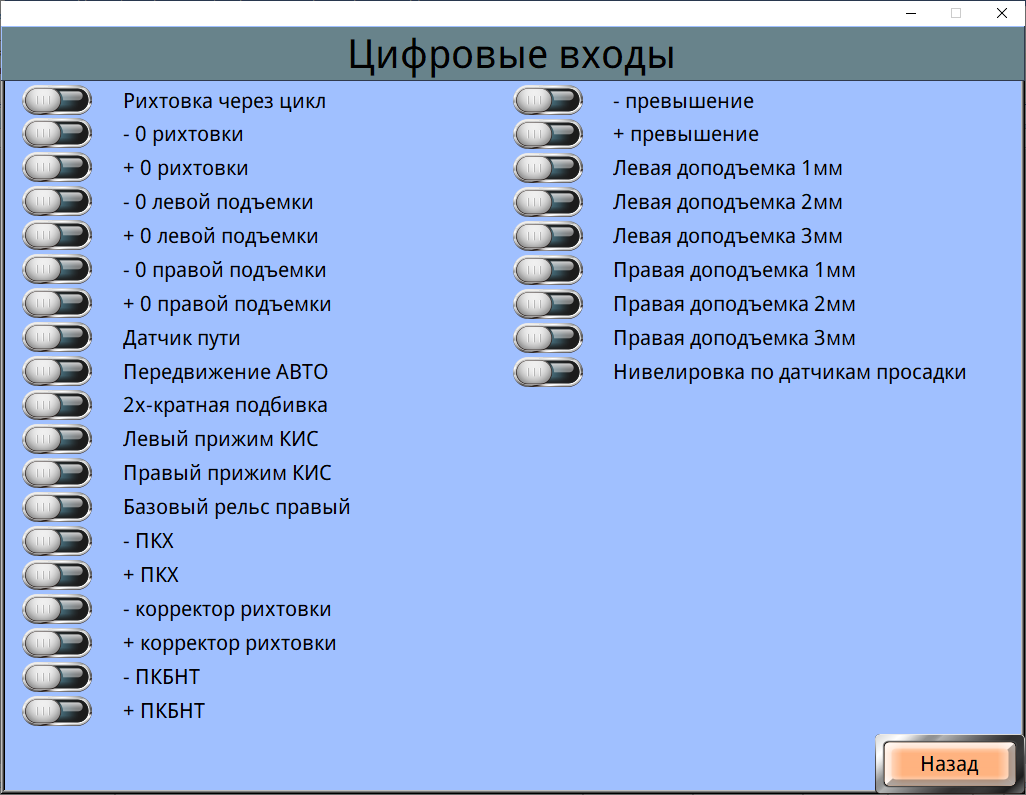 Цифровые входы
Рихтовка через цикл
- 0 рихтовки
+ 0 рихтовки
- 0 левой подъемки
+ 0 левой подъемки
- 0 правой подъемки
+ 0 правой подъемки
Датчик пути
Передвижение АВТО
2х-кратная подбивка
Левый прижим КИС
Правый прижим КИС
Базовый рельс правый
- ПКХ
+ ПКХ
- корректор рихтовки
+ корректор рихтовки
- ПКБНТ
+ ПКБНТ
- превышение
+ превышение
Левая доподъемка 1мм
Левая доподъемка 2мм
Левая доподъемка 3мм
Правая доподъемка 1мм
Правая доподъемка 2мм
Правая доподъемка 3мм
Нивелировка по датчикам просадки
Назад